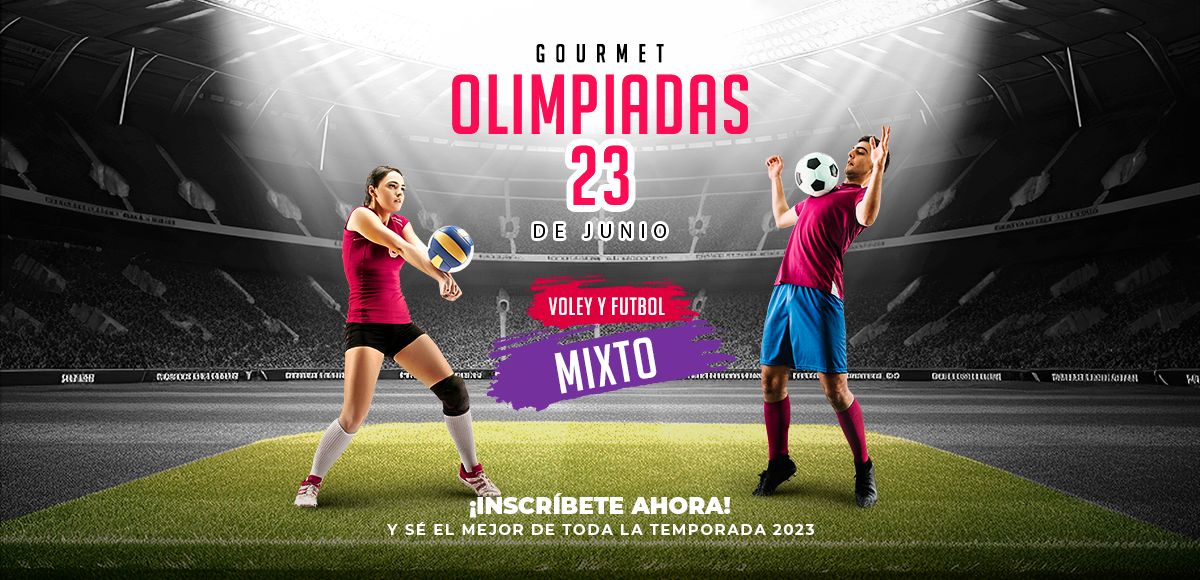 GOURMET
OLIMPIADAS
23
DE JUNIO
VOLEY Y FUTBOL
MIXTO
¡INSCRÍBETE AHORA!
Y SÉ EL MEJOR DE TODA LA TEMPORADA 2023